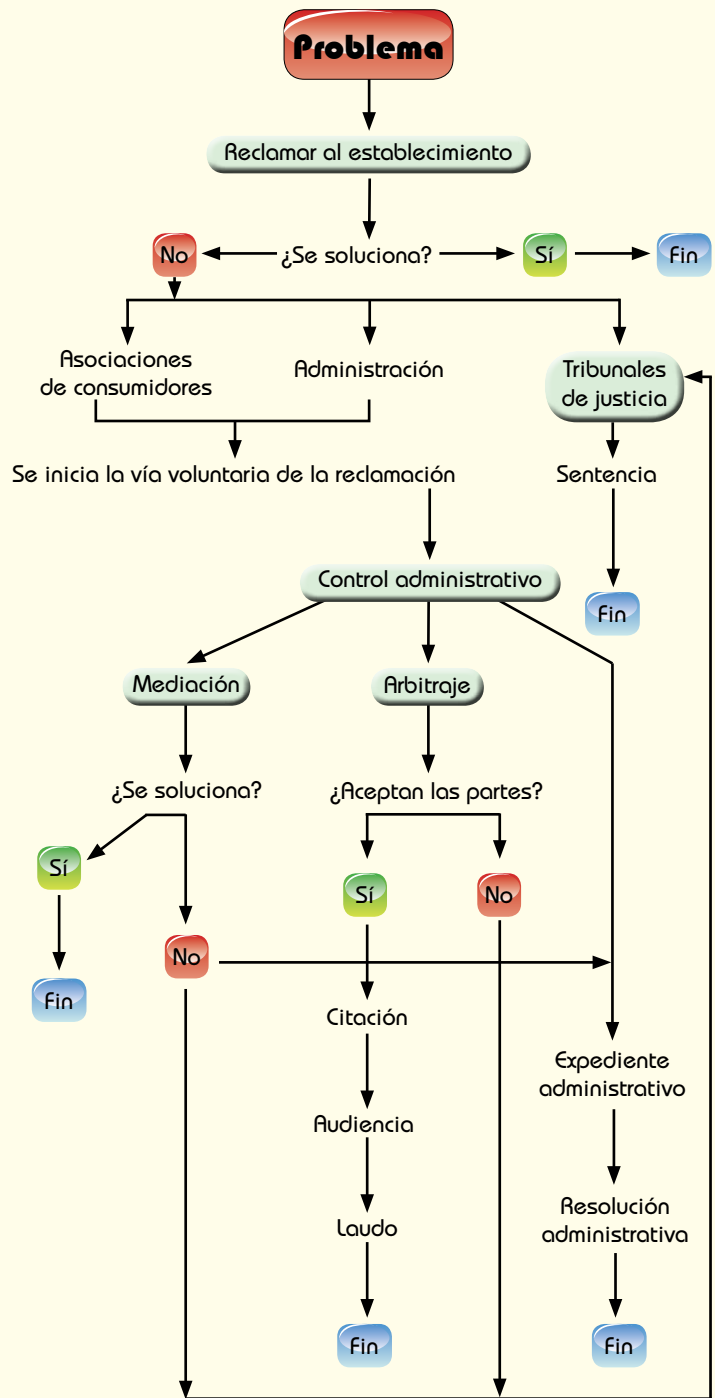 Problema
Reclamar al establecimiento
No
¿Se soluciona?
Sí
Fin
Asociaciones
de consumidores
Administración
Tribunales
de justicia
Se inicia la vía voluntaria de la reclamación
Sentencia
Control administrativo
Fin
Mediación
Arbitraje
¿Se soluciona?
¿Aceptan las partes?
Sí
Sí
No
No
Fin
Citación
Expediente
administrativo
Audiencia
Laudo
Resolución
administrativa
Fin
Fin